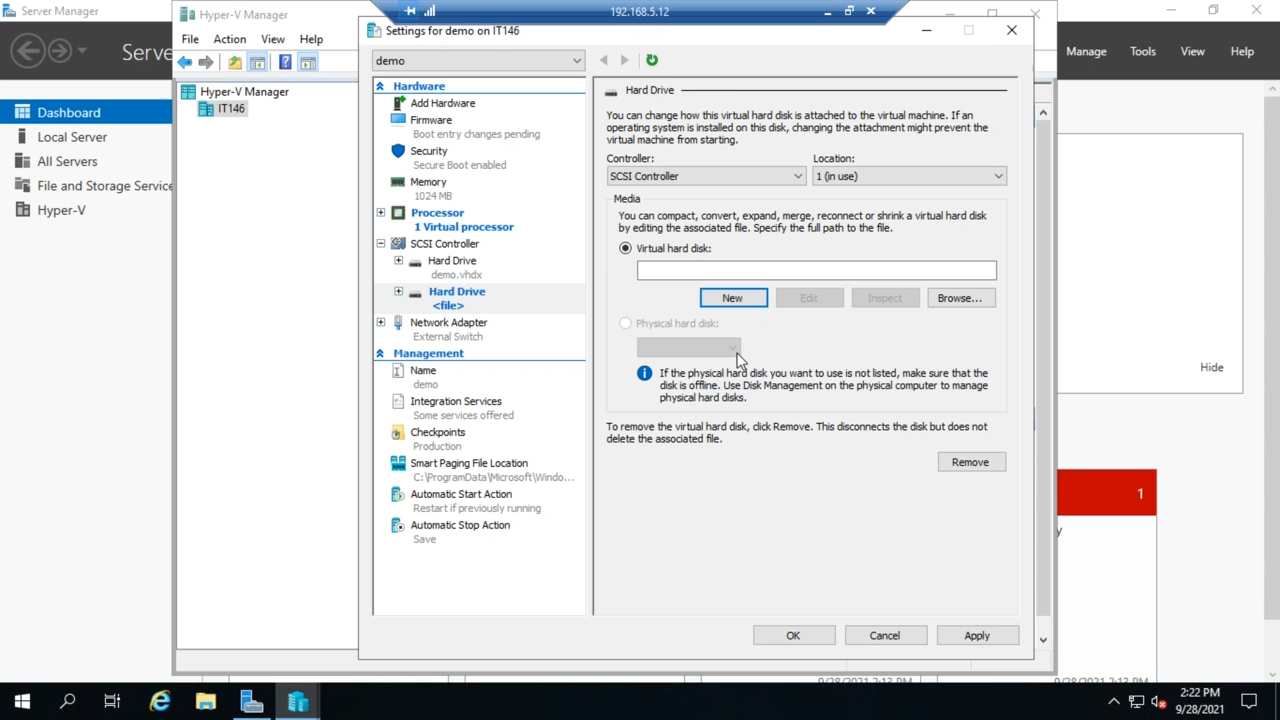 Server Manager
Hyper-V Manager
192.168.5.12
Settings for demo on IT146
File
Action
View
Help
Serve
Manage
Tools
View
Help
demo
Hyper-V Manager
IT146
Dashboard
Local Server
All Servers
File and Storage Service
Hyper-V
Hardware
Add Hardware
Firmware
Boot entry changes pending
Security
Secure Boot enabled
Memory
1024 MB
Processor
1 Virtual processor
SCSI Controller
Hard Drive
demo.vhdx
Hard Drive
<file>
Network Adapter
External Switch
Management
Name
demo
Integration Services
Some services offered
Checkpoints
Production
Smart Paging File Location
C:\ProgramData\Microsoft\Windo...
Automatic Start Action
Restart if previously running
Automatic Stop Action
Save
Hard Drive
You can change how this virtual hard disk is attached to the virtual machine. If an
operating system is installed on this disk, changing the attachment might prevent the
virtual machine from starting.
Controller:
Location:
SCSI Controller
1 (in use)
Media
You can compact, convert, expand, merge, reconnect or shrink a virtual hard disk
by editing the associated file. Specify the full path to the file.
Virtual hard disk:
New
Edit
Inspect
Browse...
Physical hard disk:
If the physical hard disk you want to use is not listed, make sure that the
disk is offline. Use Disk Management on the physical computer to manage
physical hard disks.
To remove the virtual hard disk, click Remove. This disconnects the disk but does not
delete the associated file.
Remove
OK
Cancel
Apply
Hide
1
y
9/28/2021 2:13 PM
9/28/2021 2:13 PM
2:22 PM
9/28/2021